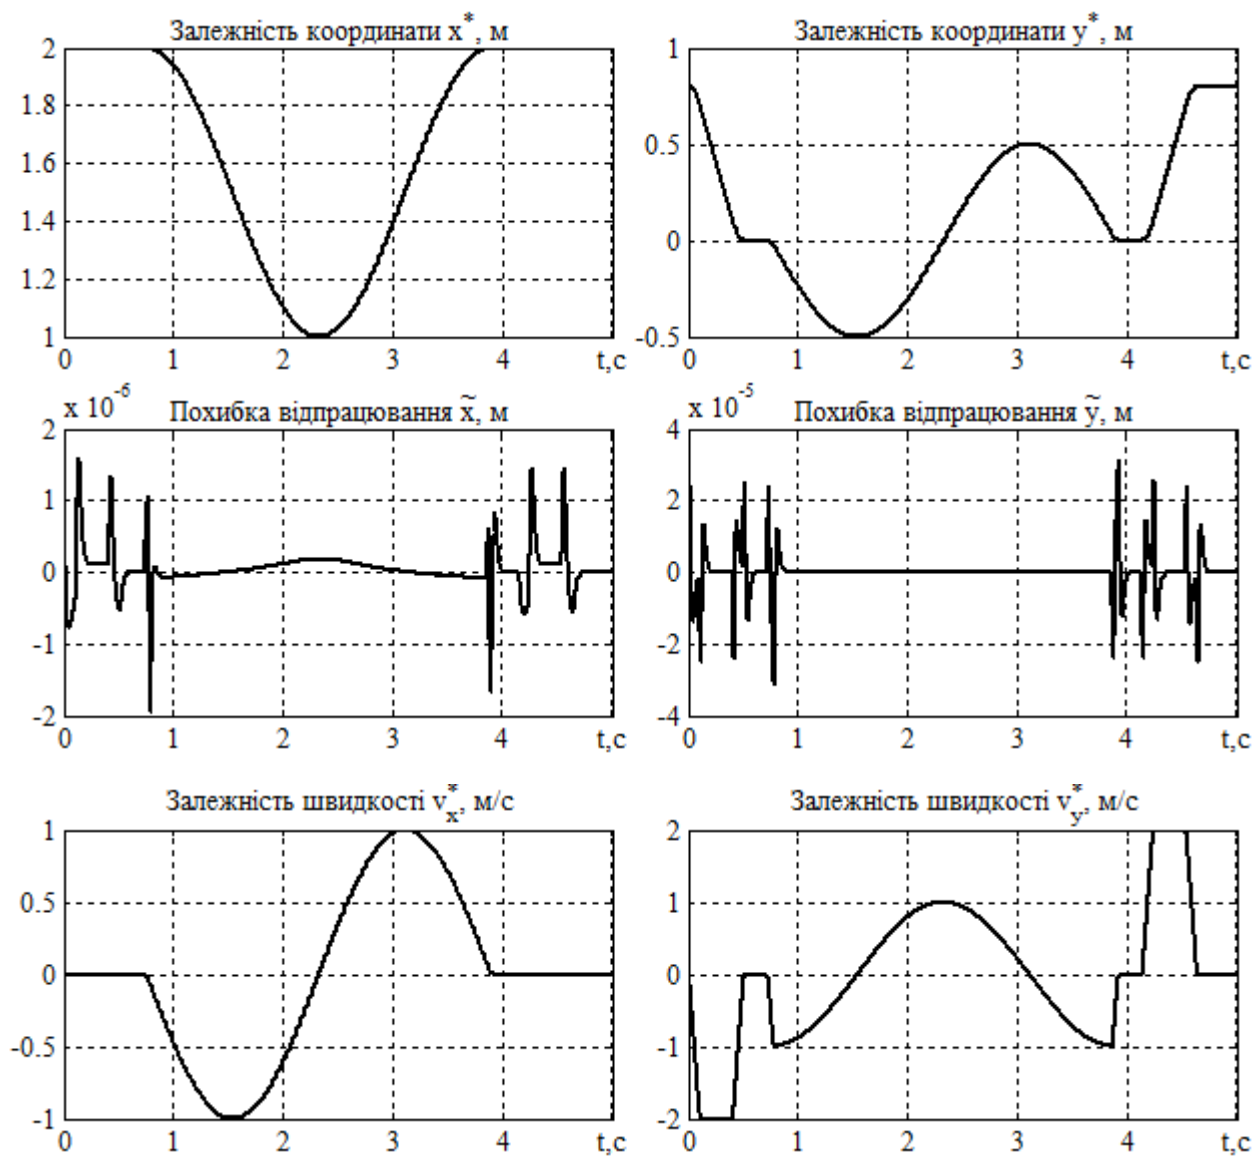 Залежність координати x*, м
2
1.8
1.6
1.4
1.2
1
0 1 2 3 4 t,c
Залежність координати y*, м
1
0.5
0
-0.5
0 1 2 3 4 t,c
x 10^-6 Похибка відпрацювання x̃, м
2
1
0
-1
-2
0 1 2 3 4 t,c
x 10^-5 Похибка відпрацювання ỹ, м
4
2
0
-2
-4
0 1 2 3 4 t,c
Залежність швидкості v*_x, м/с
1
0.5
0
-0.5
-1
0 1 2 3 4 t,c
Залежність швидкості v*_y, м/с
2
1
0
-1
-2
0 1 2 3 4 t,c